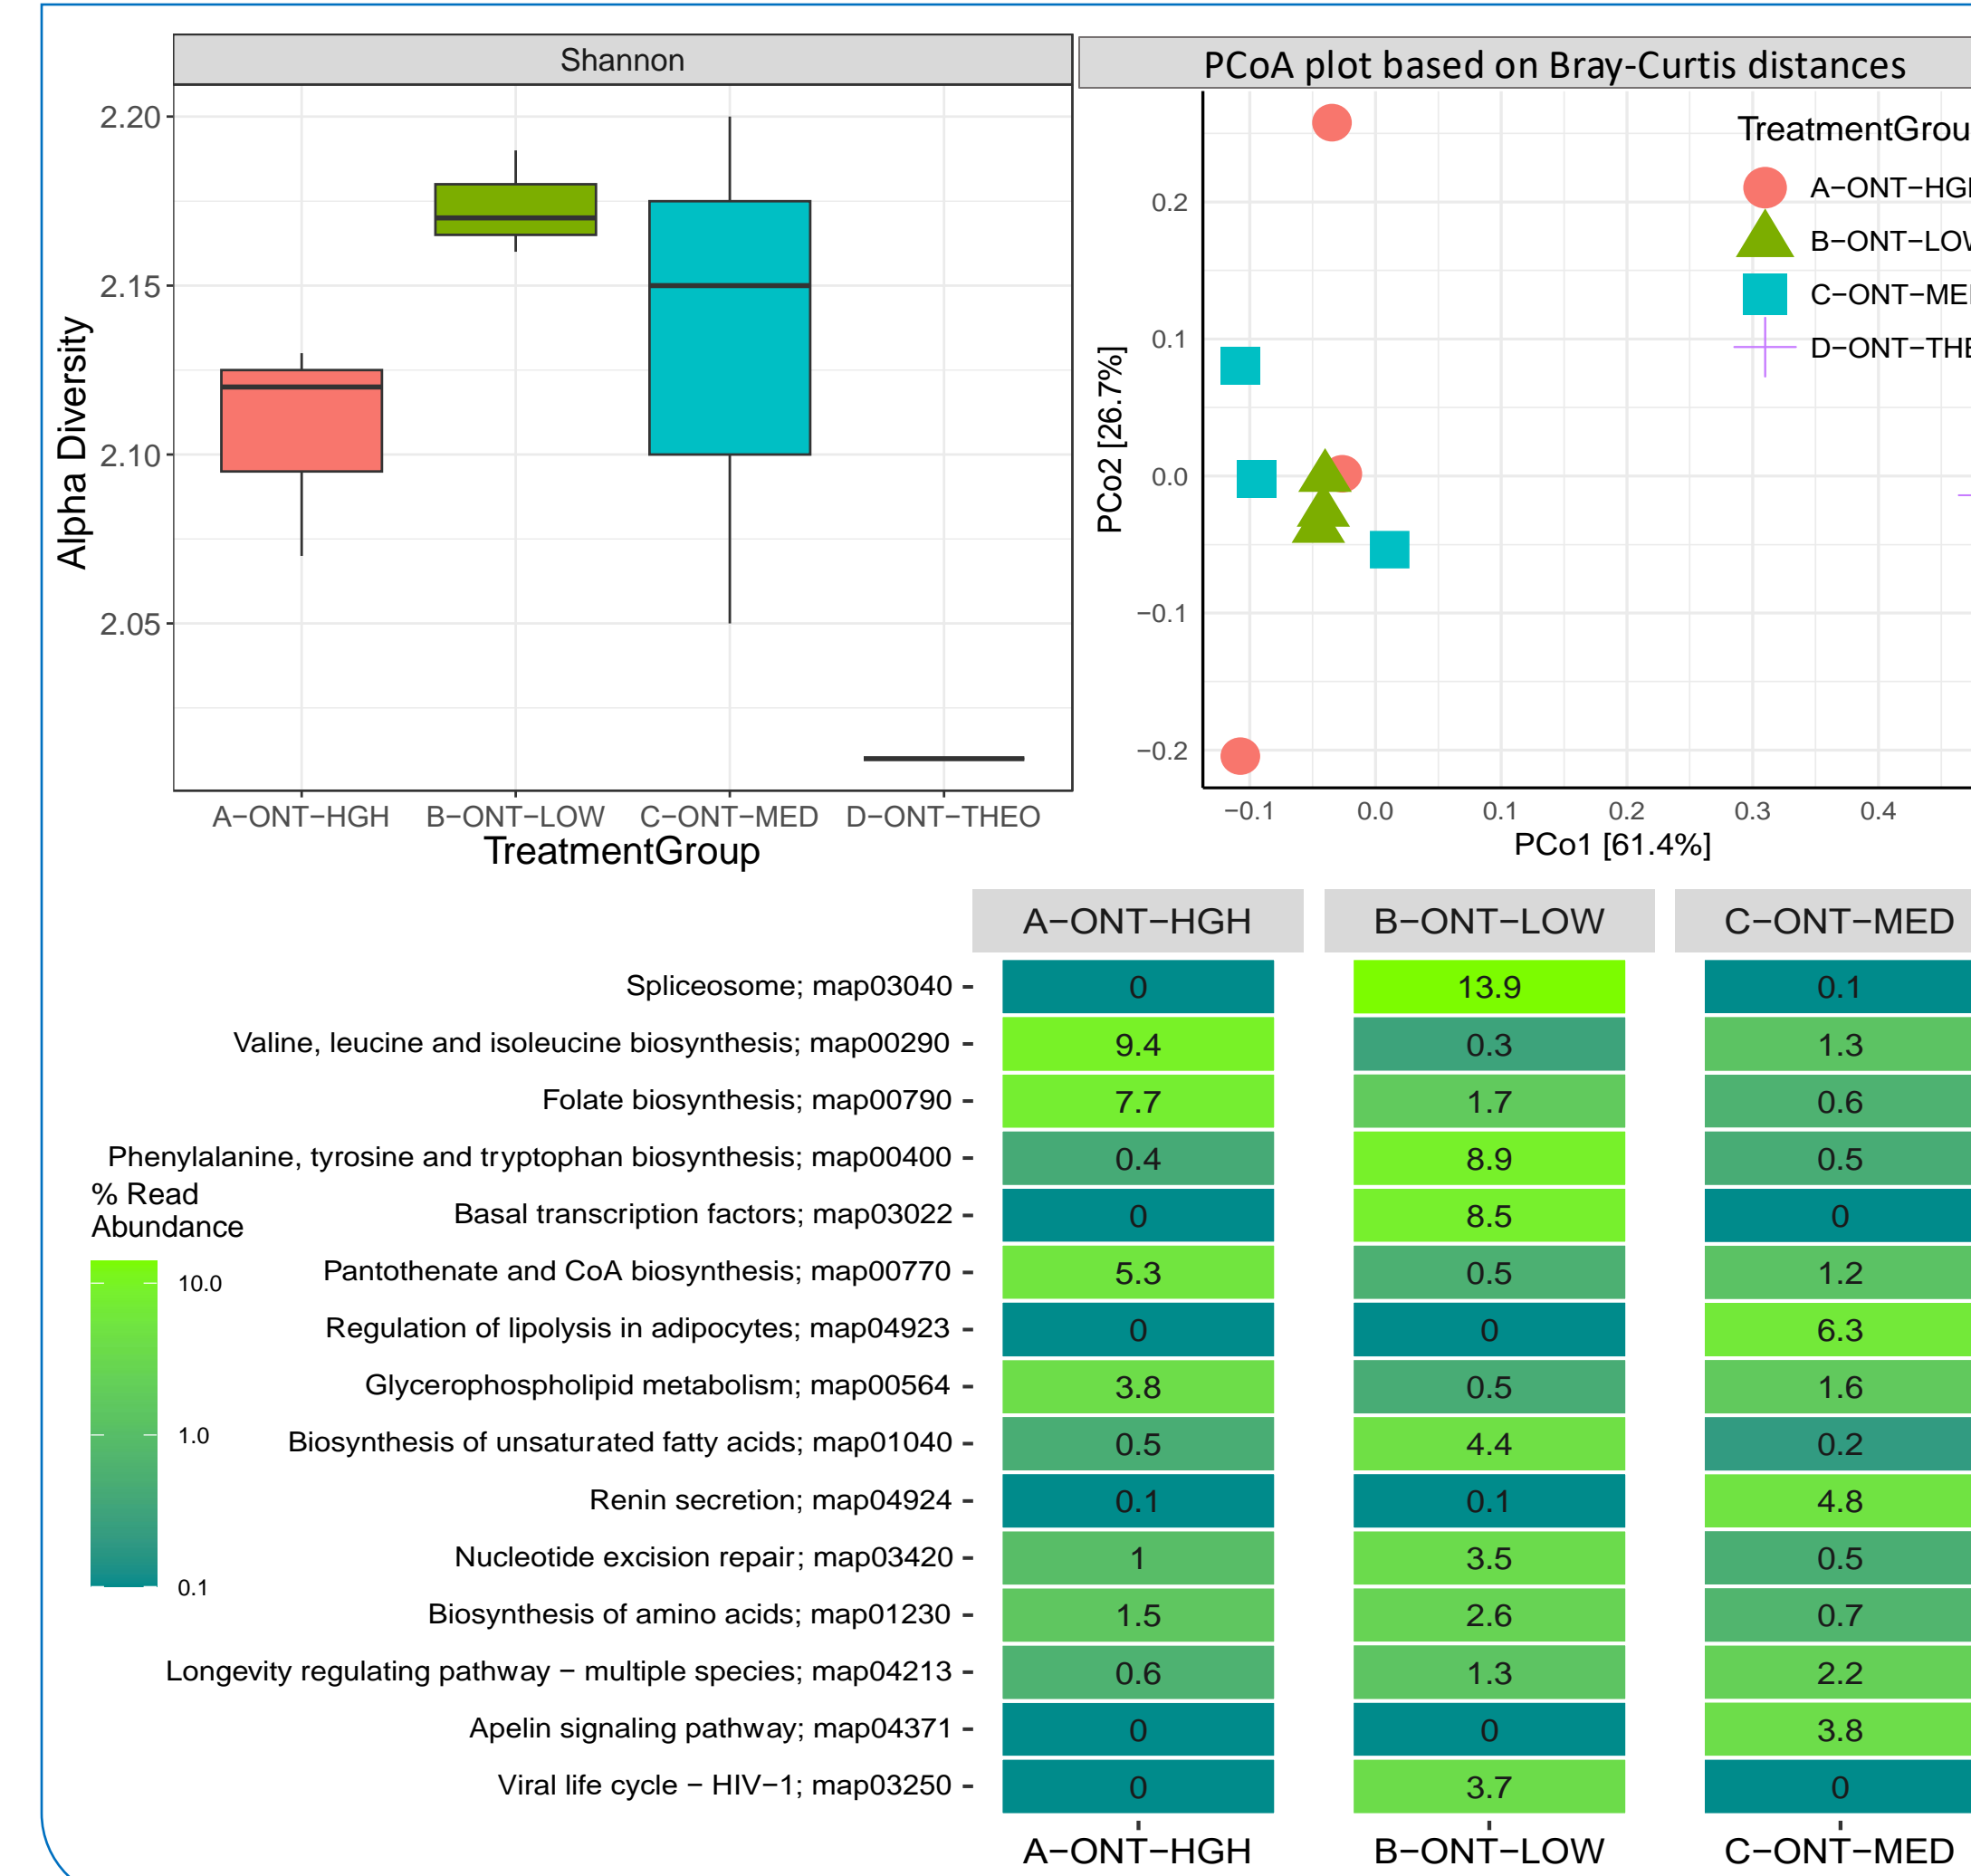 Shannon
2.20
2.15
2.10
2.05
Alpha Diversity
A−ONT−HGH B−ONT−LOW C−ONT−MED D−ONT−THEO
TreatmentGroup
PCoA plot based on Bray-Curtis distances
TreatmentGrou
A−ONT−HGH
B−ONT−LOW
C−ONT−ME
D−ONT−THE
0.2
0.1
0.0
−0.1
−0.2
PCo2 [26.7%]
−0.1 0.0 0.1 0.2 0.3 0.4
PCo1 [61.4%]
A−ONT−HGH B−ONT−LOW C−ONT−MED
Spliceosome; map03040 0 13.9 0.1
Valine, leucine and isoleucine biosynthesis; map00290 9.4 0.3 1.3
Folate biosynthesis; map00790 7.7 1.7 0.6
Phenylalanine, tyrosine and tryptophan biosynthesis; map00400 0.4 8.9 0.5
Basal transcription factors; map03022 0 8.5 0
Pantothenate and CoA biosynthesis; map00770 5.3 0.5 1.2
Regulation of lipolysis in adipocytes; map04923 0 0 6.3
Glycerophospholipid metabolism; map00564 3.8 0.5 1.6
Biosynthesis of unsaturated fatty acids; map01040 0.5 4.4 0.2
Renin secretion; map04924 0.1 0.1 4.8
Nucleotide excision repair; map03420 1 3.5 0.5
Biosynthesis of amino acids; map01230 1.5 2.6 0.7
Longevity regulating pathway − multiple species; map04213 0.6 1.3 2.2
Apelin signaling pathway; map04371 0 0 3.8
Viral life cycle − HIV−1; map03250 0 3.7 0
A−ONT−HGH B−ONT−LOW C−ONT−MED
% Read
Abundance
10.0
1.0
0.1